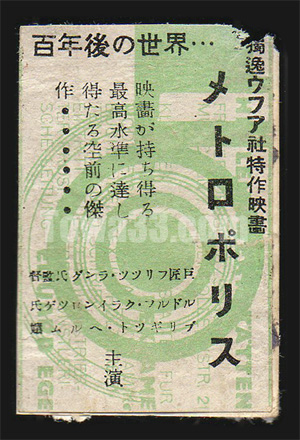 百年後の世界…
獨逸ウフア社特作映畫
メトロポリス
映畫が持ち得る
最高水準に達し
得たる空前の傑
作・・・・・・
巨匠フリツツ・ラング氏監督
ルドルフ・クラインロツゲ氏
ブリギツト・ヘルム孃
主演